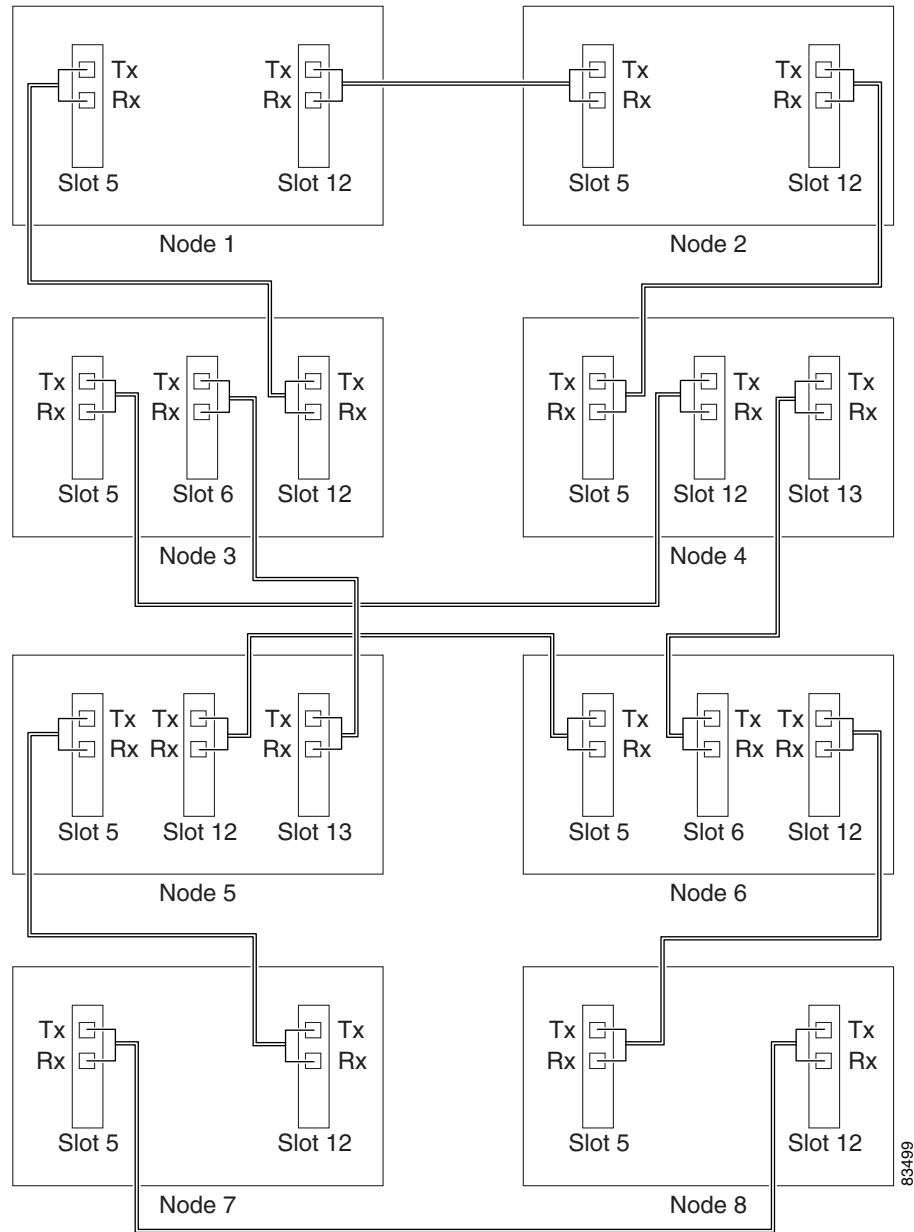 Tx Tx Tx Tx
Rx Rx Rx Rx
Slot 5 Slot 12 Slot 5 Slot 12
Node 1 Node 2
Tx Tx Tx Tx Tx Tx
Rx Rx Rx Rx Rx Rx
Slot 5 Slot 6 Slot 12 Slot 5 Slot 12 Slot 13
Node 3 Node 4
Tx Tx Tx Tx Tx Tx
Rx Rx Rx Rx Rx Rx
Slot 5 Slot 12 Slot 13 Slot 5 Slot 6 Slot 12
Node 5 Node 6
Tx Tx Tx Tx
Rx Rx Rx Rx
Slot 5 Slot 12 Slot 5 Slot 12
Node 7 Node 8
83499